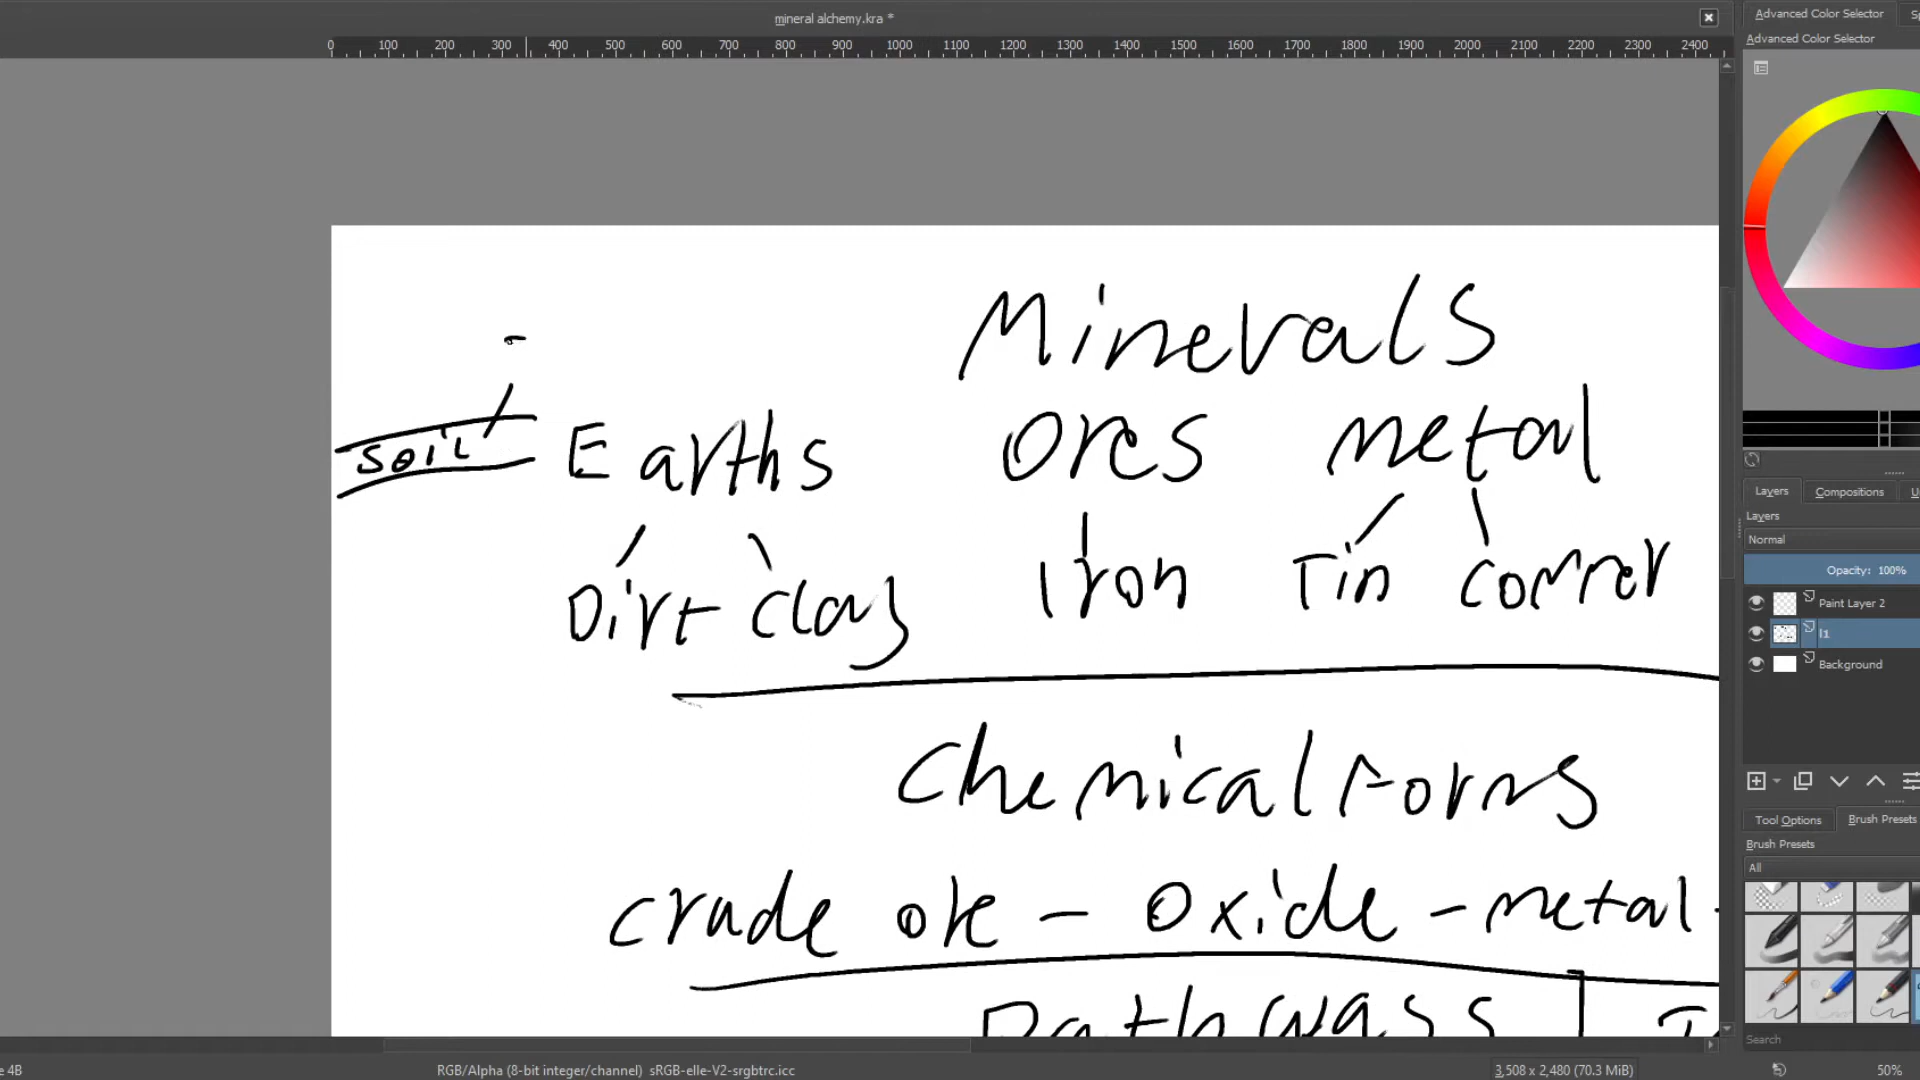 mineral alchemy.kra *
Advanced Color Selector
Advanced Color Selector
0 100 200 300 400 500 600 700 800 900 1000 1100 1200 1300 1400 1500 1600 1700 1800 1900 2000 2100 2200 2300 2400
Minerals
soil Earths Ores metal
Dirt clay Iron Tin Copper
Chemical Forms
crude ore - Oxide - metal -
Pathways
Layers Compositions
Layers
Normal
Opacity: 100%
Paint Layer 2
l1
Background
Tool Options Brush Presets
Brush Presets
All
Search
e 4B RGB/Alpha (8-bit integer/channel) sRGB-elle-V2-srgbtrc.icc 3,508 x 2,480 (70.3 MiB) 50%